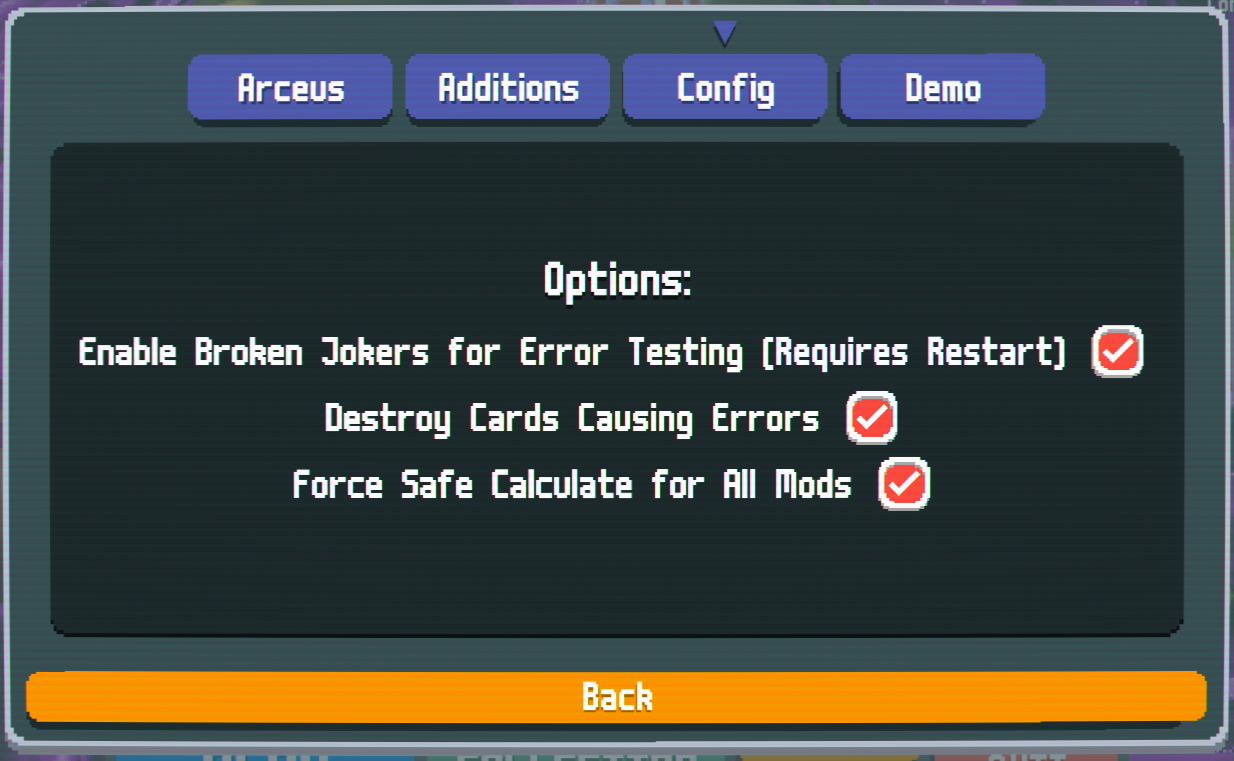 Arceus Additions Config Demo
Options:
Enable Broken Jokers for Error Testing (Requires Restart)
Destroy Cards Causing Errors
Force Safe Calculate for All Mods
Back